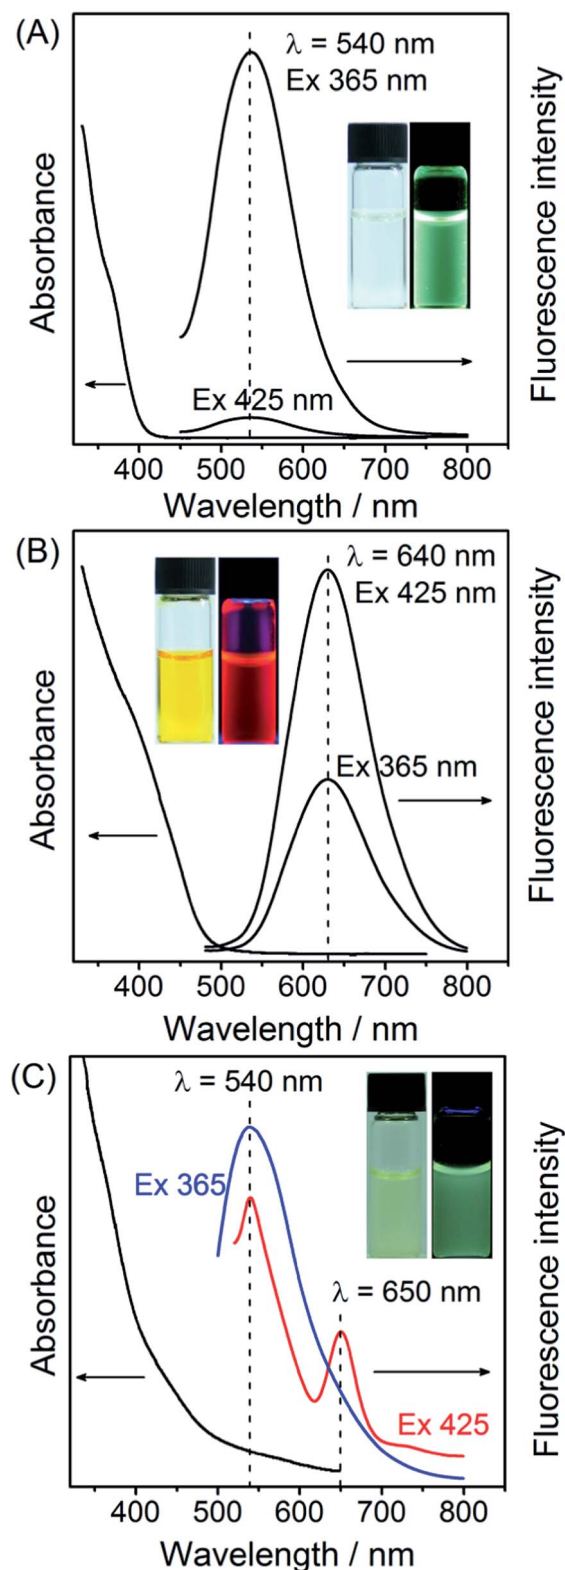 (A)
λ = 540 nm
Ex 365 nm
Absorbance
Fluorescence intensity
Ex 425 nm
400 500 600 700 800
Wavelength / nm
(B)
λ = 640 nm
Ex 425 nm
Absorbance
Fluorescence intensity
Ex 365 nm
400 500 600 700 800
Wavelength / nm
(C)
λ = 540 nm
Ex 365
Absorbance
Fluorescence intensity
λ = 650 nm
Ex 425
400 500 600 700 800
Wavelength / nm